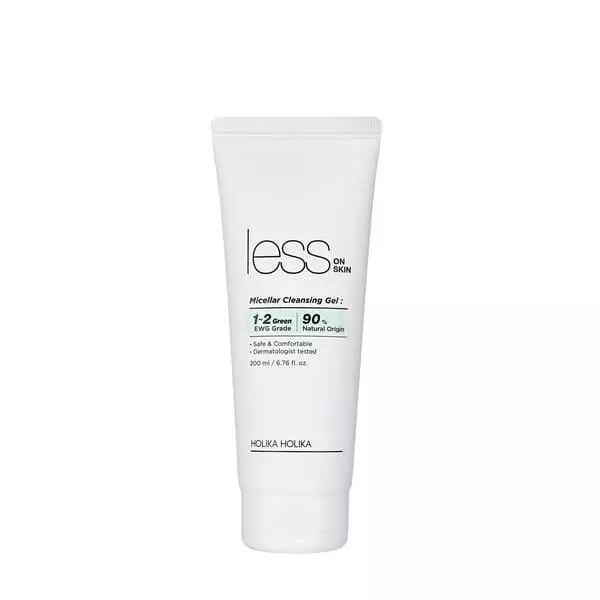 less ON SKIN
Micellar Cleansing Gel :
1-2 Green 90%
EWG Grade Natural Origin
• Safe & Comfortable
• Dermatologist tested
200 ml / 6.76 fl. oz.
HOLIKA HOLIKA